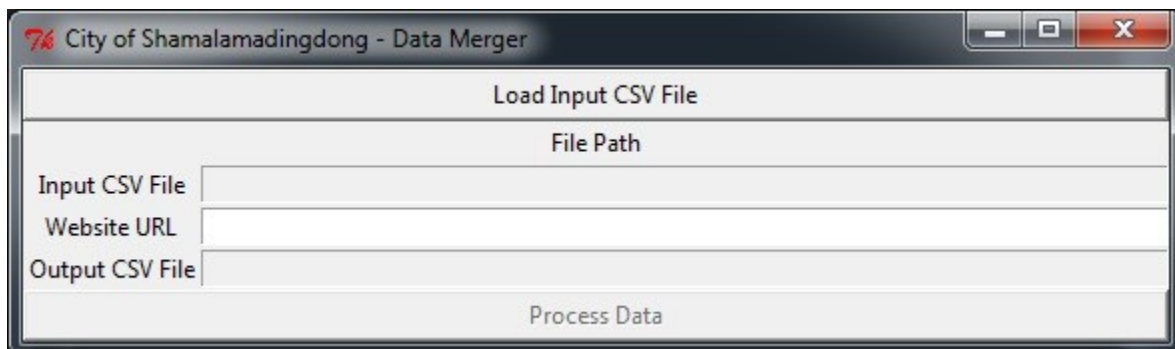 City of Shamalamadingdong - Data Merger
Load Input CSV File
File Path
Input CSV File
Website URL
Output CSV File
Process Data